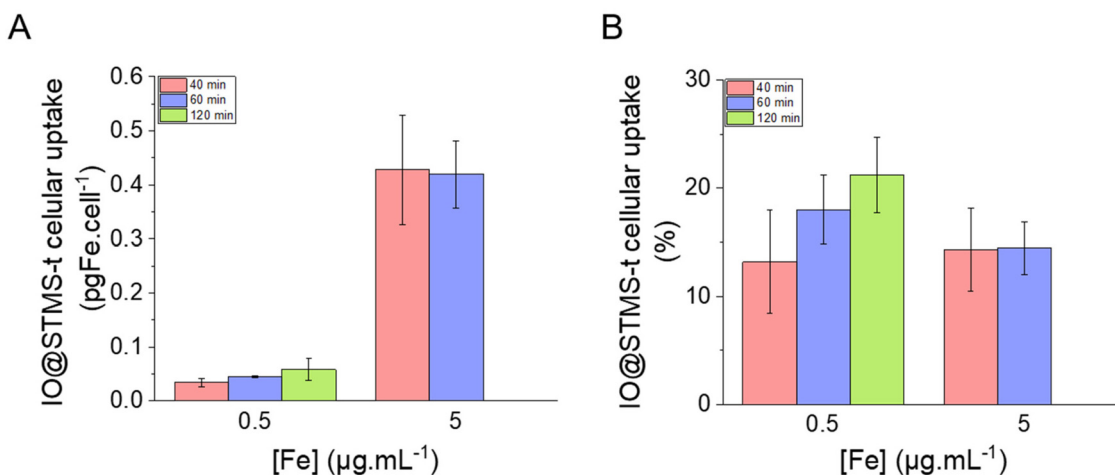 A
IO@STMS-t celular uptake
(pgFe.cell⁻¹)
0.6
0.5
0.4
0.3
0.2
0.1
0.0
40 min
60 min
120 min
0.5
5
[Fe] (µg.mL⁻¹)
B
IO@STMS-t cellular uptake
(%)
30
20
10
0
40 min
60 min
120 min
0.5
5
[Fe] (µg.mL⁻¹)